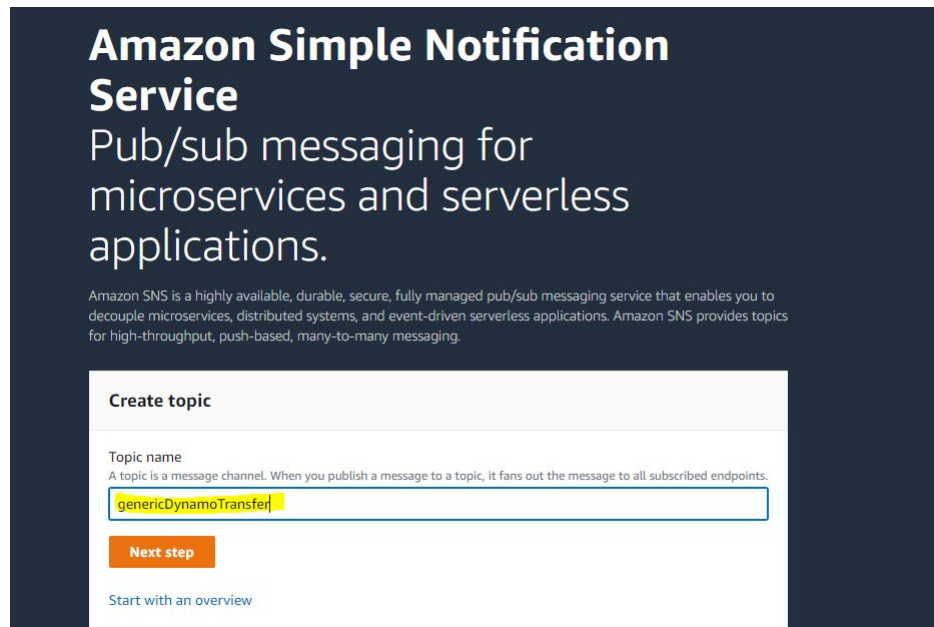 Amazon Simple Notification
Service
Pub/sub messaging for
microservices and serverless
applications.
Amazon SNS is a highly available, durable, secure, fully managed pub/sub messaging service that enables you to
decouple microservices, distributed systems, and event-driven serverless applications. Amazon SNS provides topics
for high-throughput, push-based, many-to-many messaging.
Create topic
Topic name
A topic is a message channel. When you publish a message to a topic, it fans out the message to all subscribed endpoints.
genericDynamoTransfer
Next step
Start with an overview